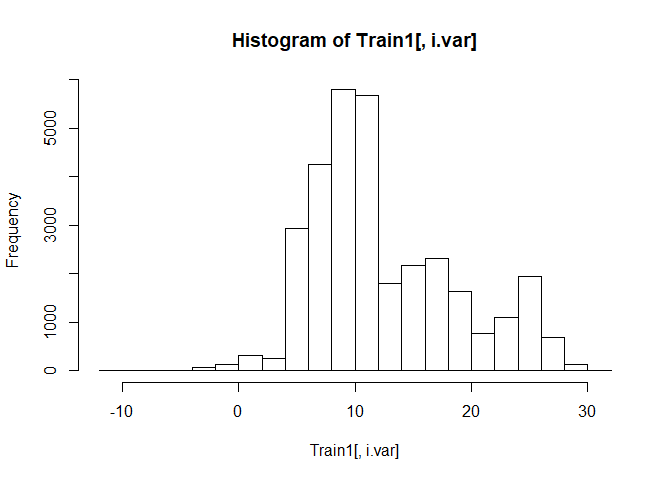 Histogram of Train1[, i.var]
Frequency
5000
3000
1000
0
-10 0 10 20 30
Train1[, i.var]